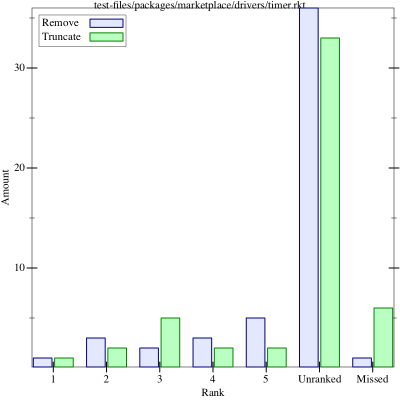 test-files/packages/marketplace/drivers/timer.rkt
Remove
Truncate
30
20
10
Amount
1 2 3 4 5 Unranked Missed
Rank